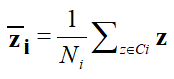 z̅ᵢ = 1/Nᵢ ∑_{z∈Ci} z